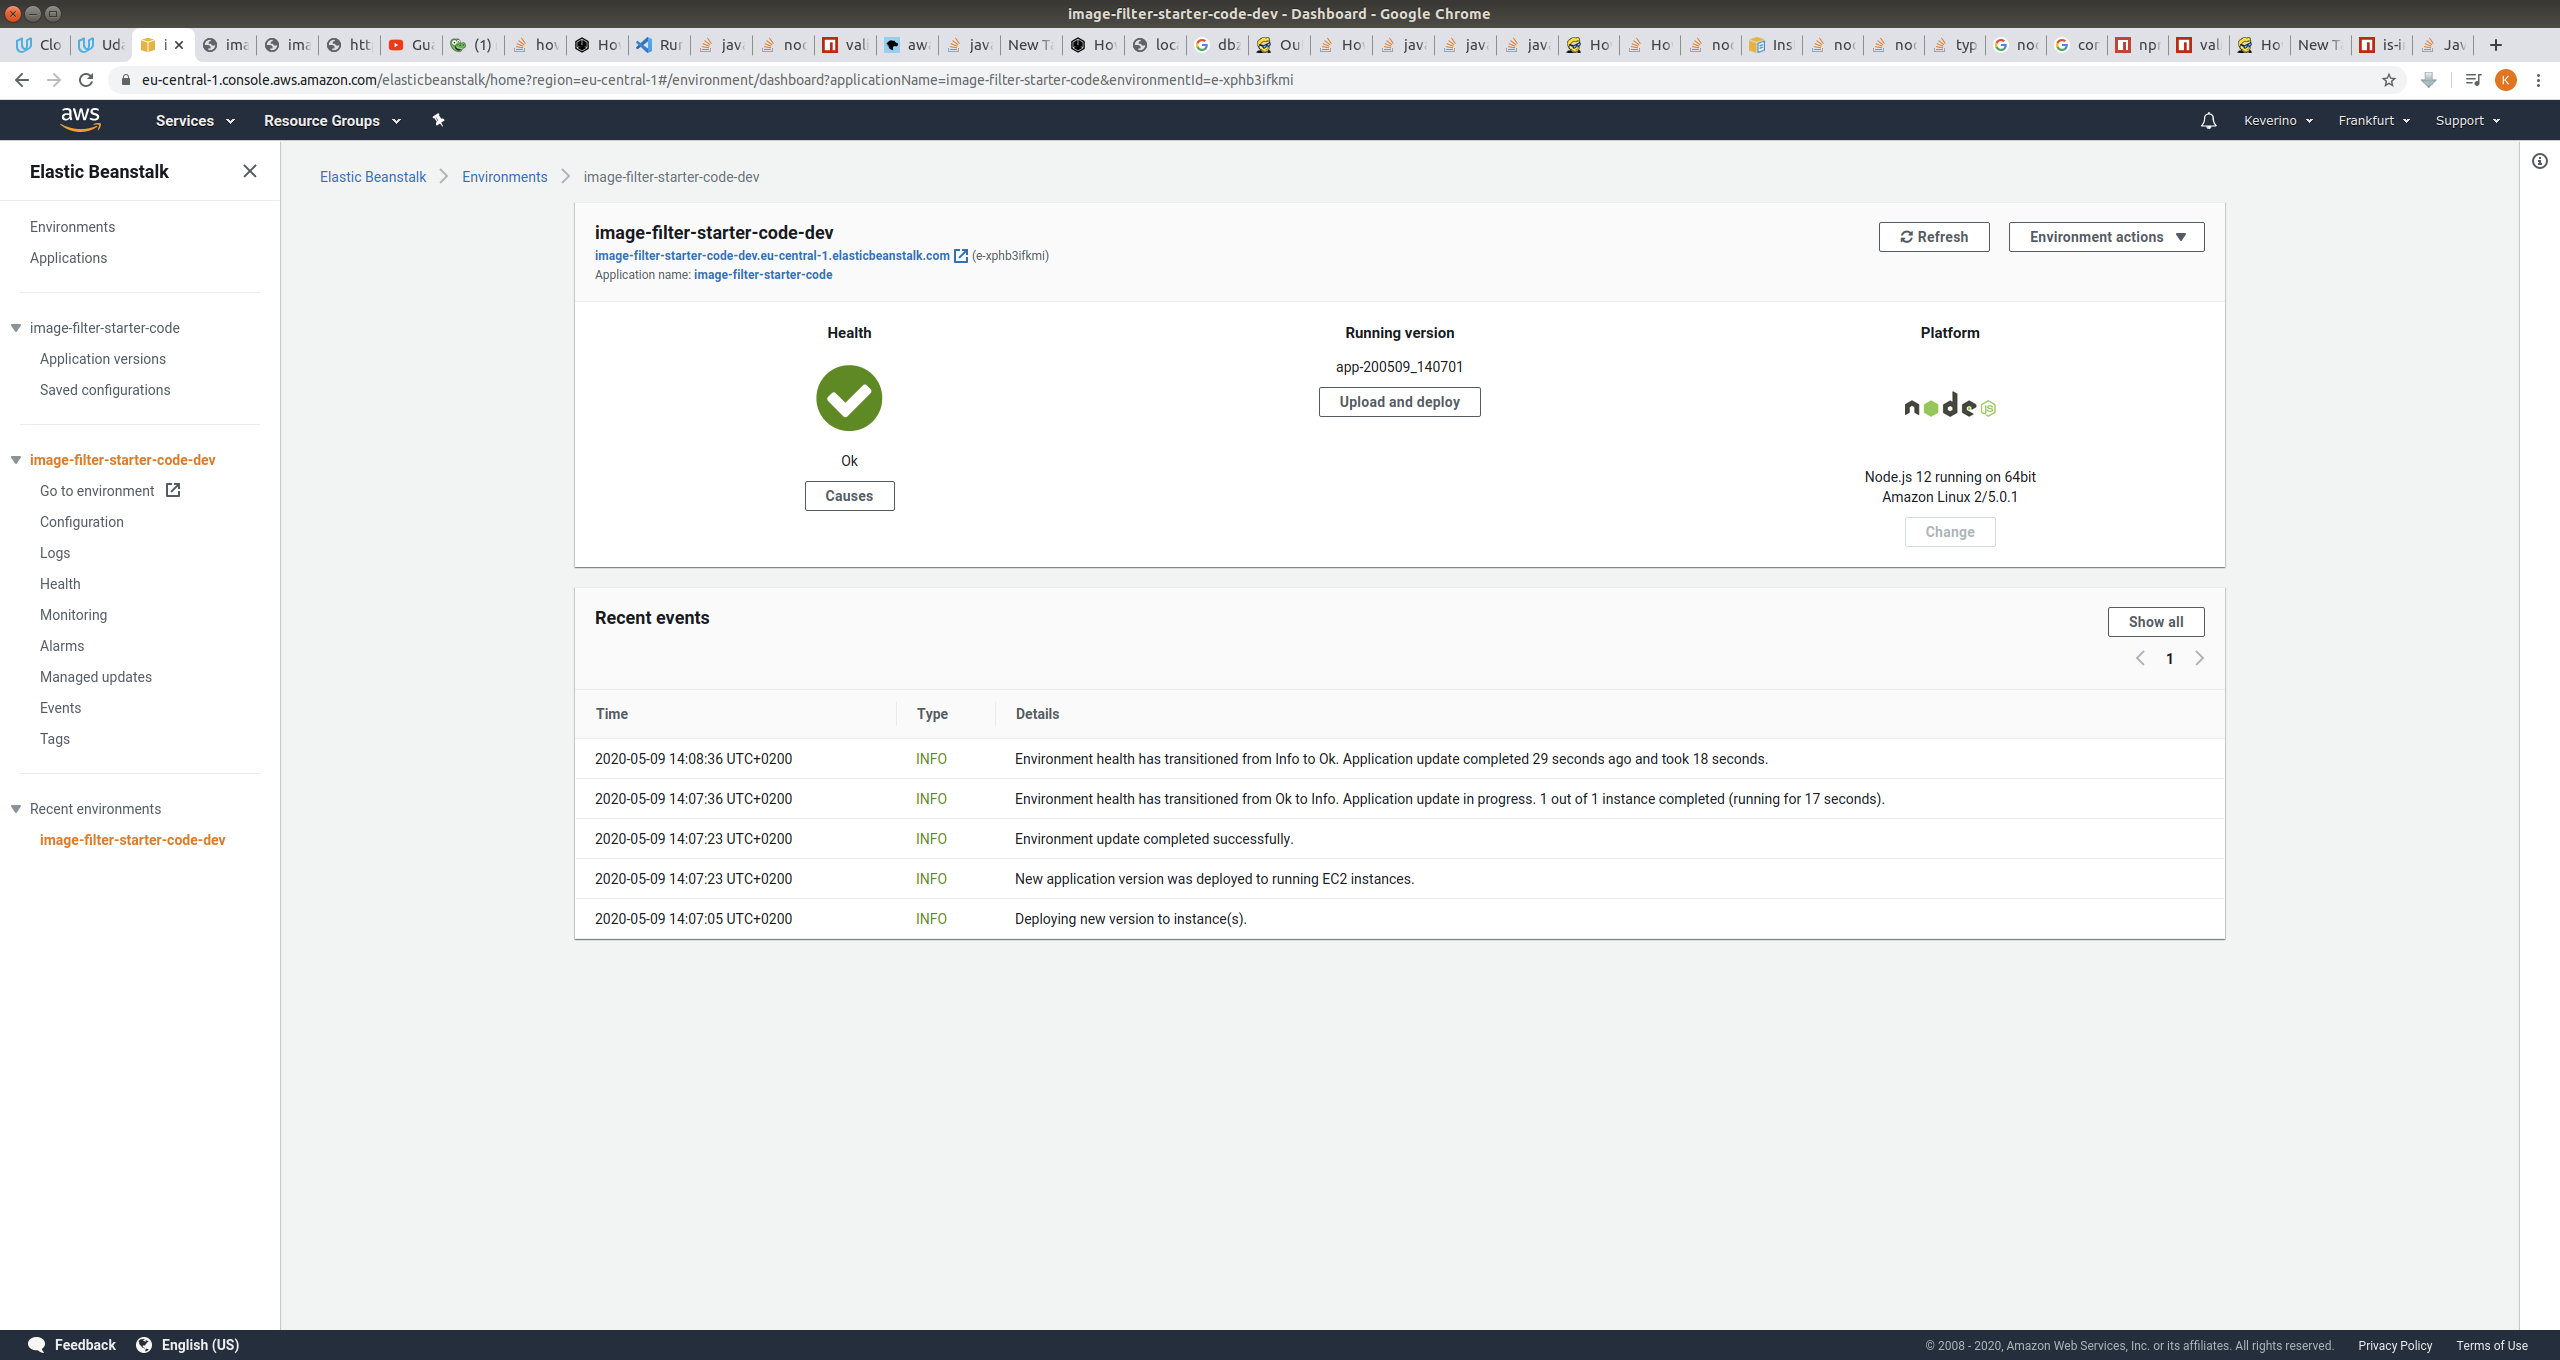 image-filter-starter-code-dev - Dashboard - Google Chrome
Clo Uda i ima ima htt Gu (1) hov Ho Rur java noc vali aws java New T Ho loc dbz Ou Ho java java java Ho Ho noc Ins noc noc typ noc cor npr val Ho New T is-i Jav
eu-central-1.console.aws.amazon.com/elasticbeanstalk/home?region=eu-central-1#/environment/dashboard?applicationName=image-filter-starter-code&environmentId=e-xphb3ifkmi
K
aws Services Resource Groups Keverino Frankfurt Support
Elastic Beanstalk
Environments
Applications
image-filter-starter-code
Application versions
Saved configurations
image-filter-starter-code-dev
Go to environment
Configuration
Logs
Health
Monitoring
Alarms
Managed updates
Events
Tags
Recent environments
image-filter-starter-code-dev
Elastic Beanstalk Environments image-filter-starter-code-dev
image-filter-starter-code-dev
image-filter-starter-code-dev.eu-central-1.elasticbeanstalk.com (e-xphb3ifkmi)
Application name: image-filter-starter-code
Refresh Environment actions
Health
Ok
Causes
Running version
app-200509_140701
Upload and deploy
Platform
node JS
Node.js 12 running on 64bit
Amazon Linux 2/5.0.1
Change
Recent events
Show all
1
Time Type Details
2020-05-09 14:08:36 UTC+0200 INFO Environment health has transitioned from Info to Ok. Application update completed 29 seconds ago and took 18 seconds.
2020-05-09 14:07:36 UTC+0200 INFO Environment health has transitioned from Ok to Info. Application update in progress. 1 out of 1 instance completed (running for 17 seconds).
2020-05-09 14:07:23 UTC+0200 INFO Environment update completed successfully.
2020-05-09 14:07:23 UTC+0200 INFO New application version was deployed to running EC2 instances.
2020-05-09 14:07:05 UTC+0200 INFO Deploying new version to instance(s).
Feedback English (US) © 2008 - 2020, Amazon Web Services, Inc. or its affiliates. All rights reserved. Privacy Policy Terms of Use